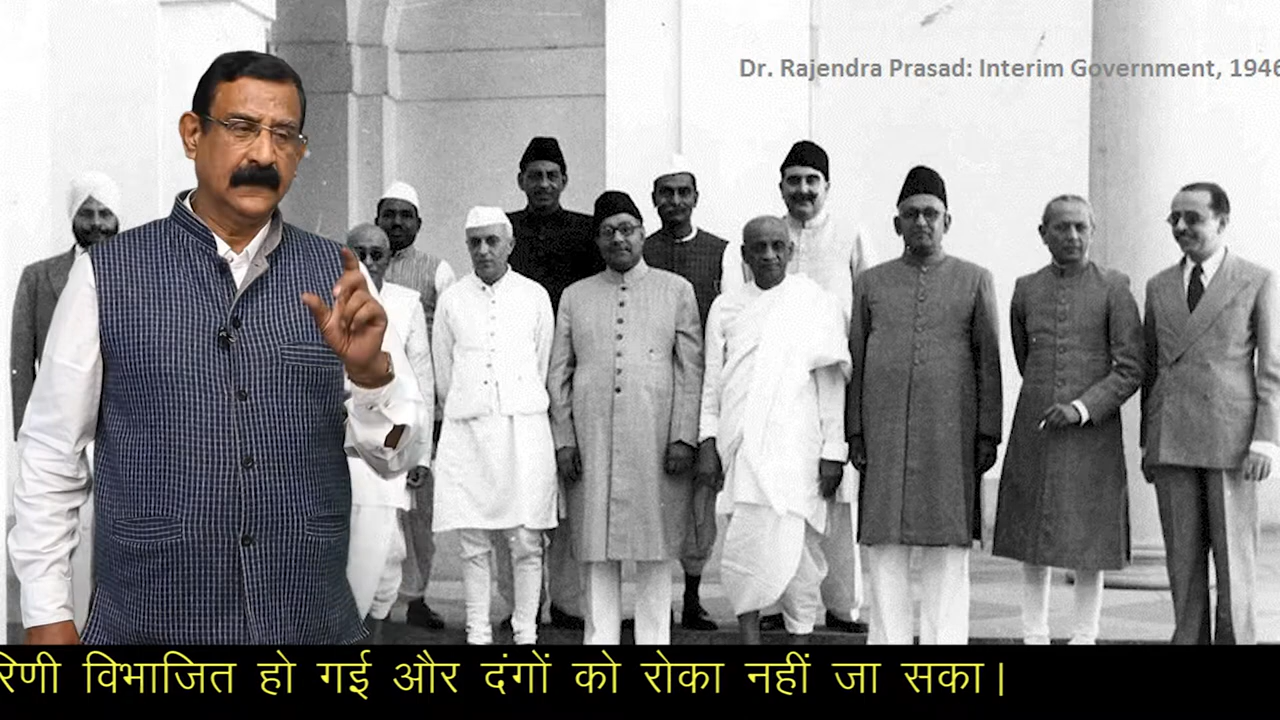 Dr. Rajendra Prasad: Interim Government, 1946
रिणी विभाजित हो गई और दंगों को रोका नहीं जा सका।